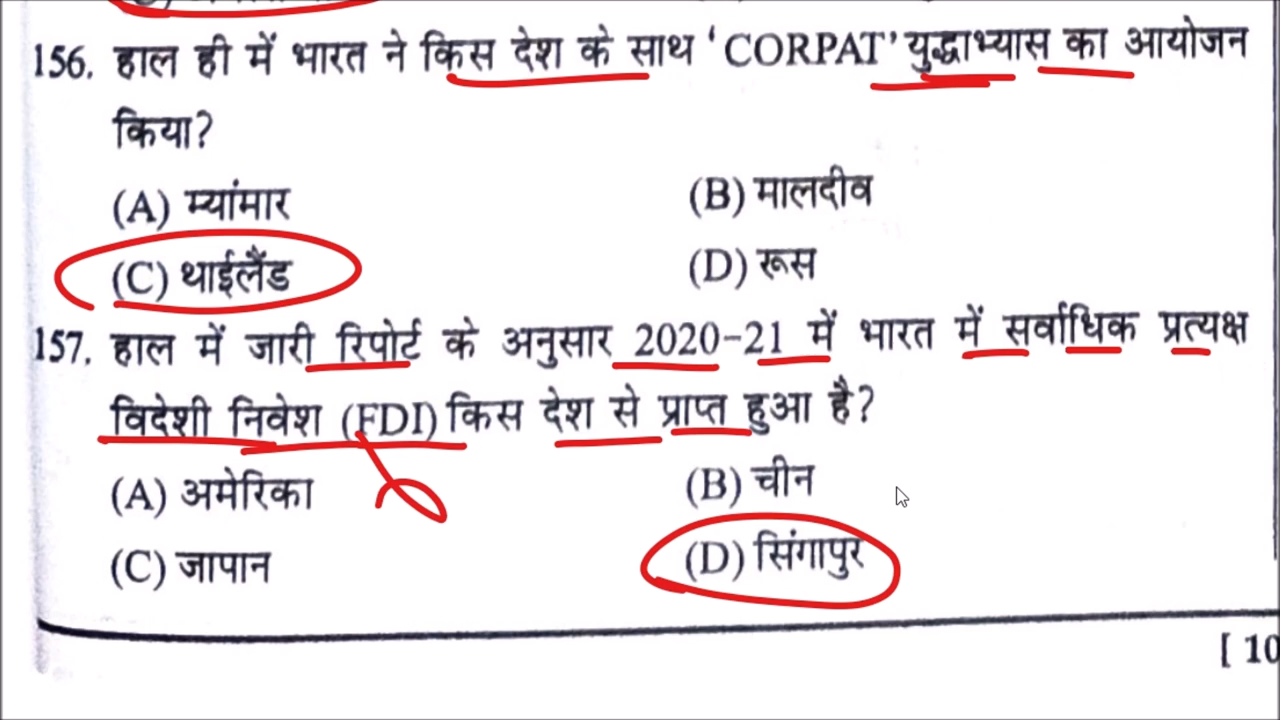 156. हाल ही में भारत ने किस देश के साथ 'CORPAT' युद्धाभ्यास का आयोजन
किया?
(A) म्यांमार (B) मालदीव
(C) थाईलैंड (D) रूस
157. हाल में जारी रिपोर्ट के अनुसार 2020-21 में भारत में सर्वाधिक प्रत्यक्ष
विदेशी निवेश (FDI) किस देश से प्राप्त हुआ है?
(A) अमेरिका (B) चीन
(C) जापान (D) सिंगापुर
[ 10